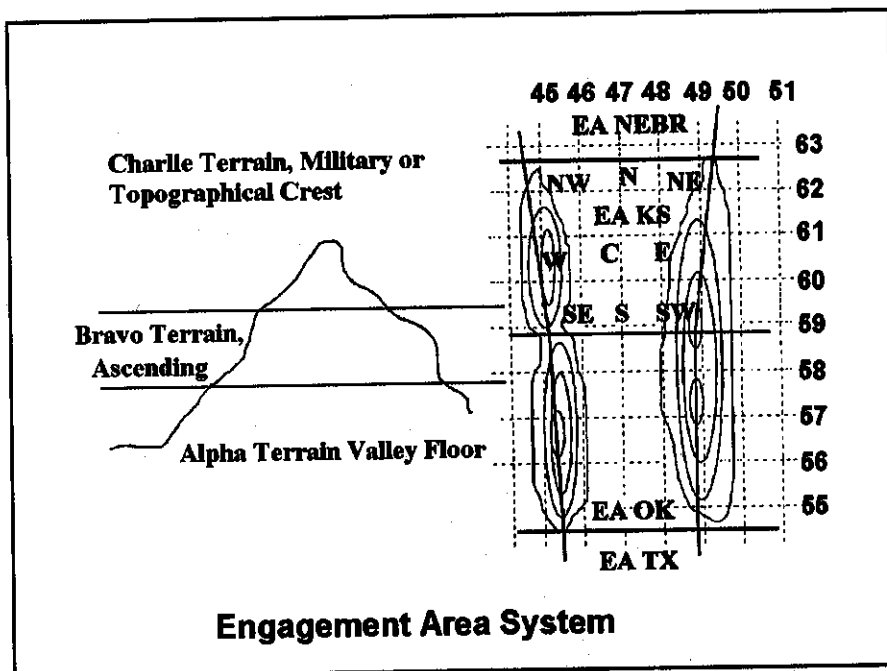 45 46 47 48 49 50 51
EA NEBR
63
Charlie Terrain, Military or
Topographical Crest
NW N NE
62
EA KS
61
W C E
60
SE S SW
59
Bravo Terrain,
Ascending
58
57
Alpha Terrain Valley Floor
56
55
EA OK
EA TX
Engagement Area System